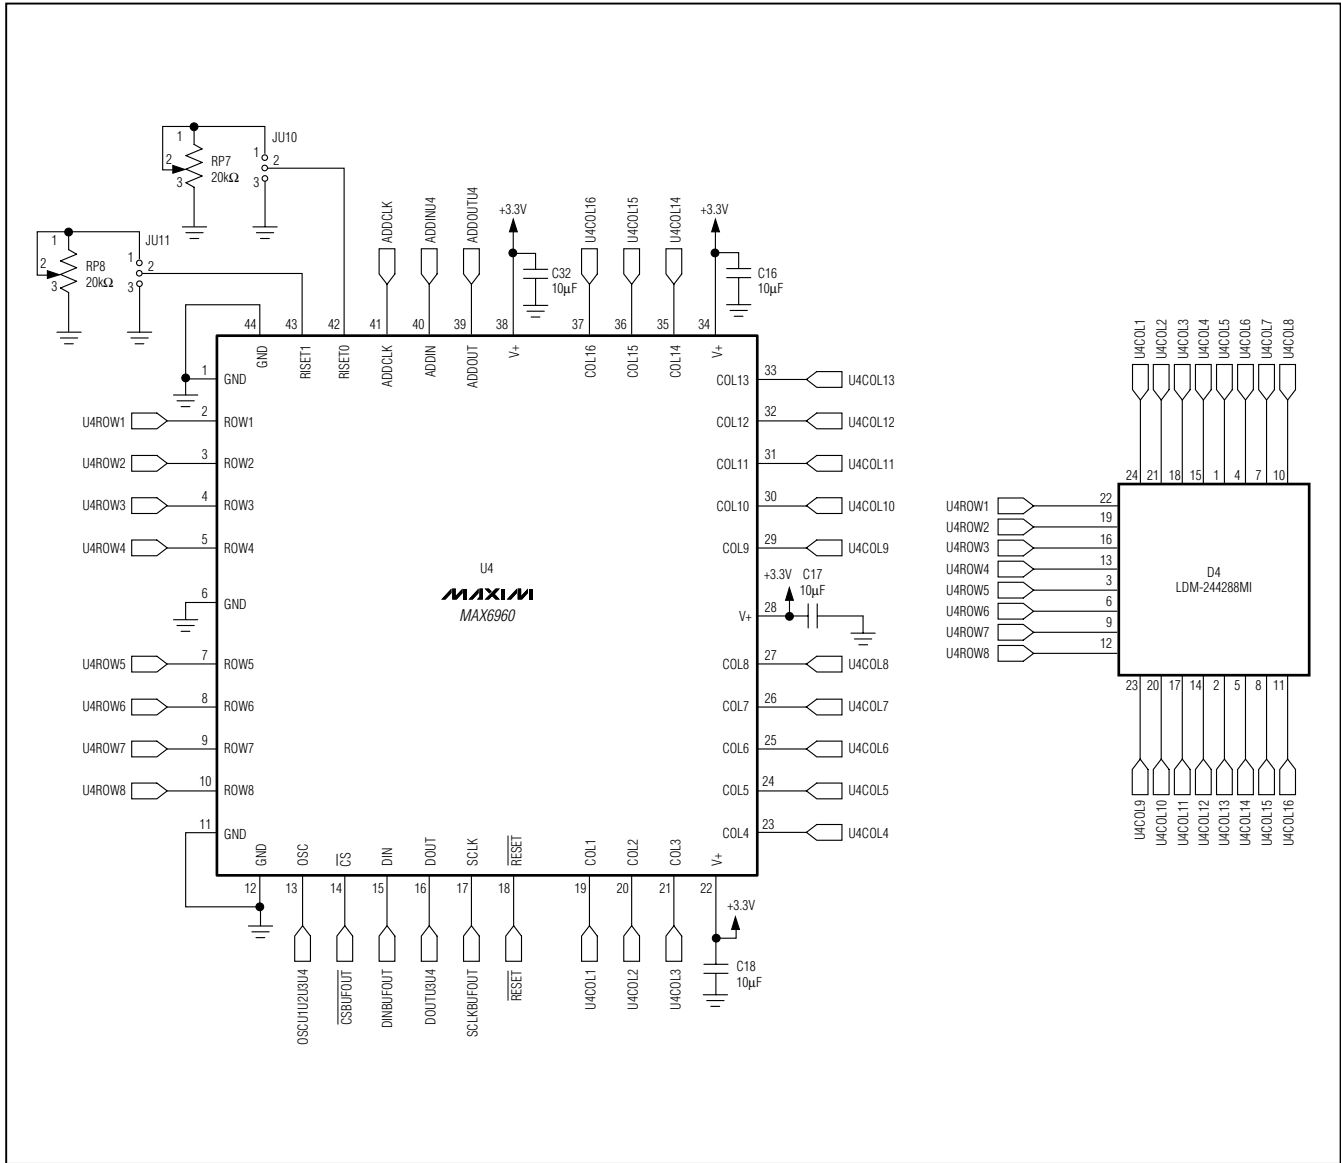 1
JU10
RP7
20kΩ
2
3
1
2
3
1
JU11
RP8
20kΩ
2
3
1
2
3
ADDCLK
ADDINU4
ADDOUTU4
+3.3V
C32
10µF
U4COL16
U4COL15
U4COL14
+3.3V
C16
10µF
44
43
42
41
40
39
38
37
36
35
34
GND
RISET1
RISET0
ADDCLK
ADDIN
ADDOUT
V+
COL16
COL15
COL14
V+
1 GND
U4ROW1 2 ROW1
U4ROW2 3 ROW2
U4ROW3 4 ROW3
U4ROW4 5 ROW4
6 GND
U4ROW5 7 ROW5
U4ROW6 8 ROW6
U4ROW7 9 ROW7
U4ROW8 10 ROW8
11 GND
U4
MAXIM
MAX6960
COL13 33 U4COL13
COL12 32 U4COL12
COL11 31 U4COL11
COL10 30 U4COL10
COL9 29 U4COL9
+3.3V
C17
10µF
V+ 28
COL8 27 U4COL8
COL7 26 U4COL7
COL6 25 U4COL6
COL5 24 U4COL5
COL4 23 U4COL4
GND
OSC
CS
DIN
DOUT
SCLK
RESET
COL1
COL2
COL3
V+
12
13
14
15
16
17
18
19
20
21
22
OSCU1U2U3U4
CSBUFOUT
DINBUFOUT
DOUTU3U4
SCLKBUFOUT
RESET
U4COL1
U4COL2
U4COL3
+3.3V
C18
10µF
U4COL1
U4COL2
U4COL3
U4COL4
U4COL5
U4COL6
U4COL7
U4COL8
24
21
18
15
1
4
7
10
U4ROW1 22
U4ROW2 19
U4ROW3 16
U4ROW4 13
U4ROW5 3
U4ROW6 6
U4ROW7 9
U4ROW8 12
D4
LDM-244288MI
23
20
17
14
2
5
8
11
U4COL9
U4COL10
U4COL11
U4COL12
U4COL13
U4COL14
U4COL15
U4COL16